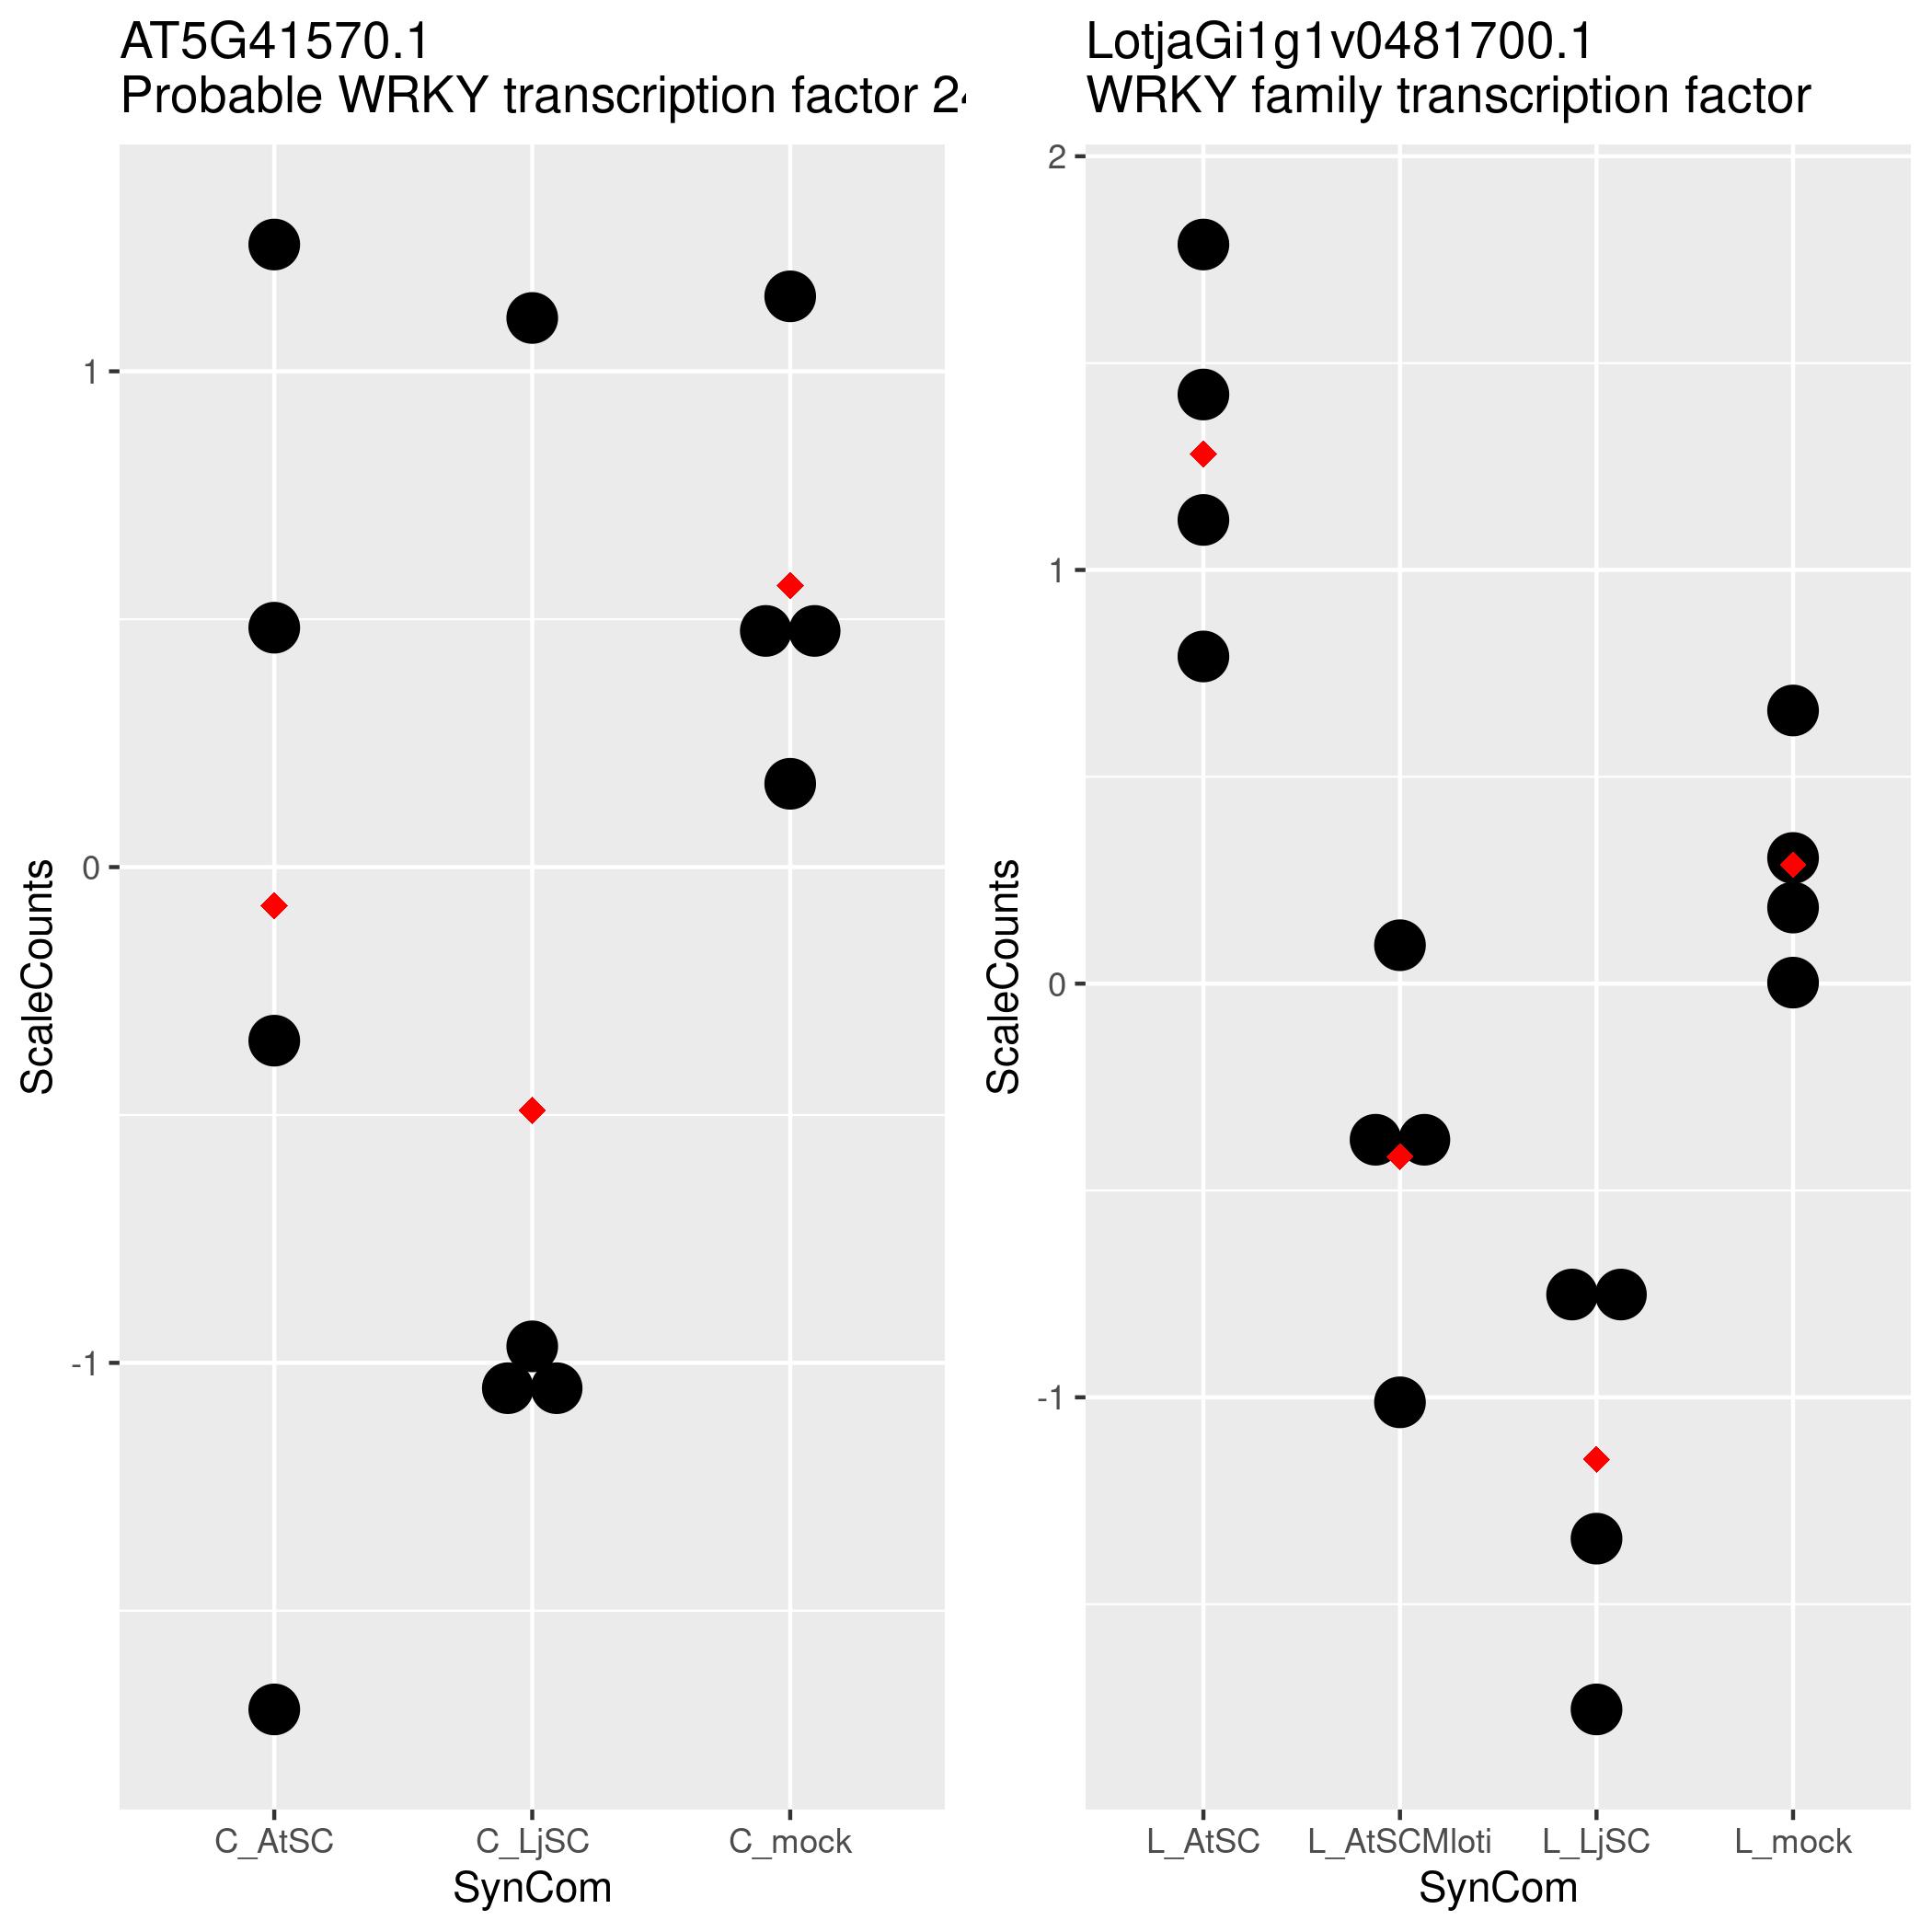 AT5G41570.1
Probable WRKY transcription factor 2
ScaleCounts
1
0
-1
C_AtSC
C_LjSC
C_mock
SynCom
LotjaGi1g1v0481700.1
WRKY family transcription factor
ScaleCounts
2
1
0
-1
L_AtSC
L_AtSCMloti
L_LjSC
L_mock
SynCom